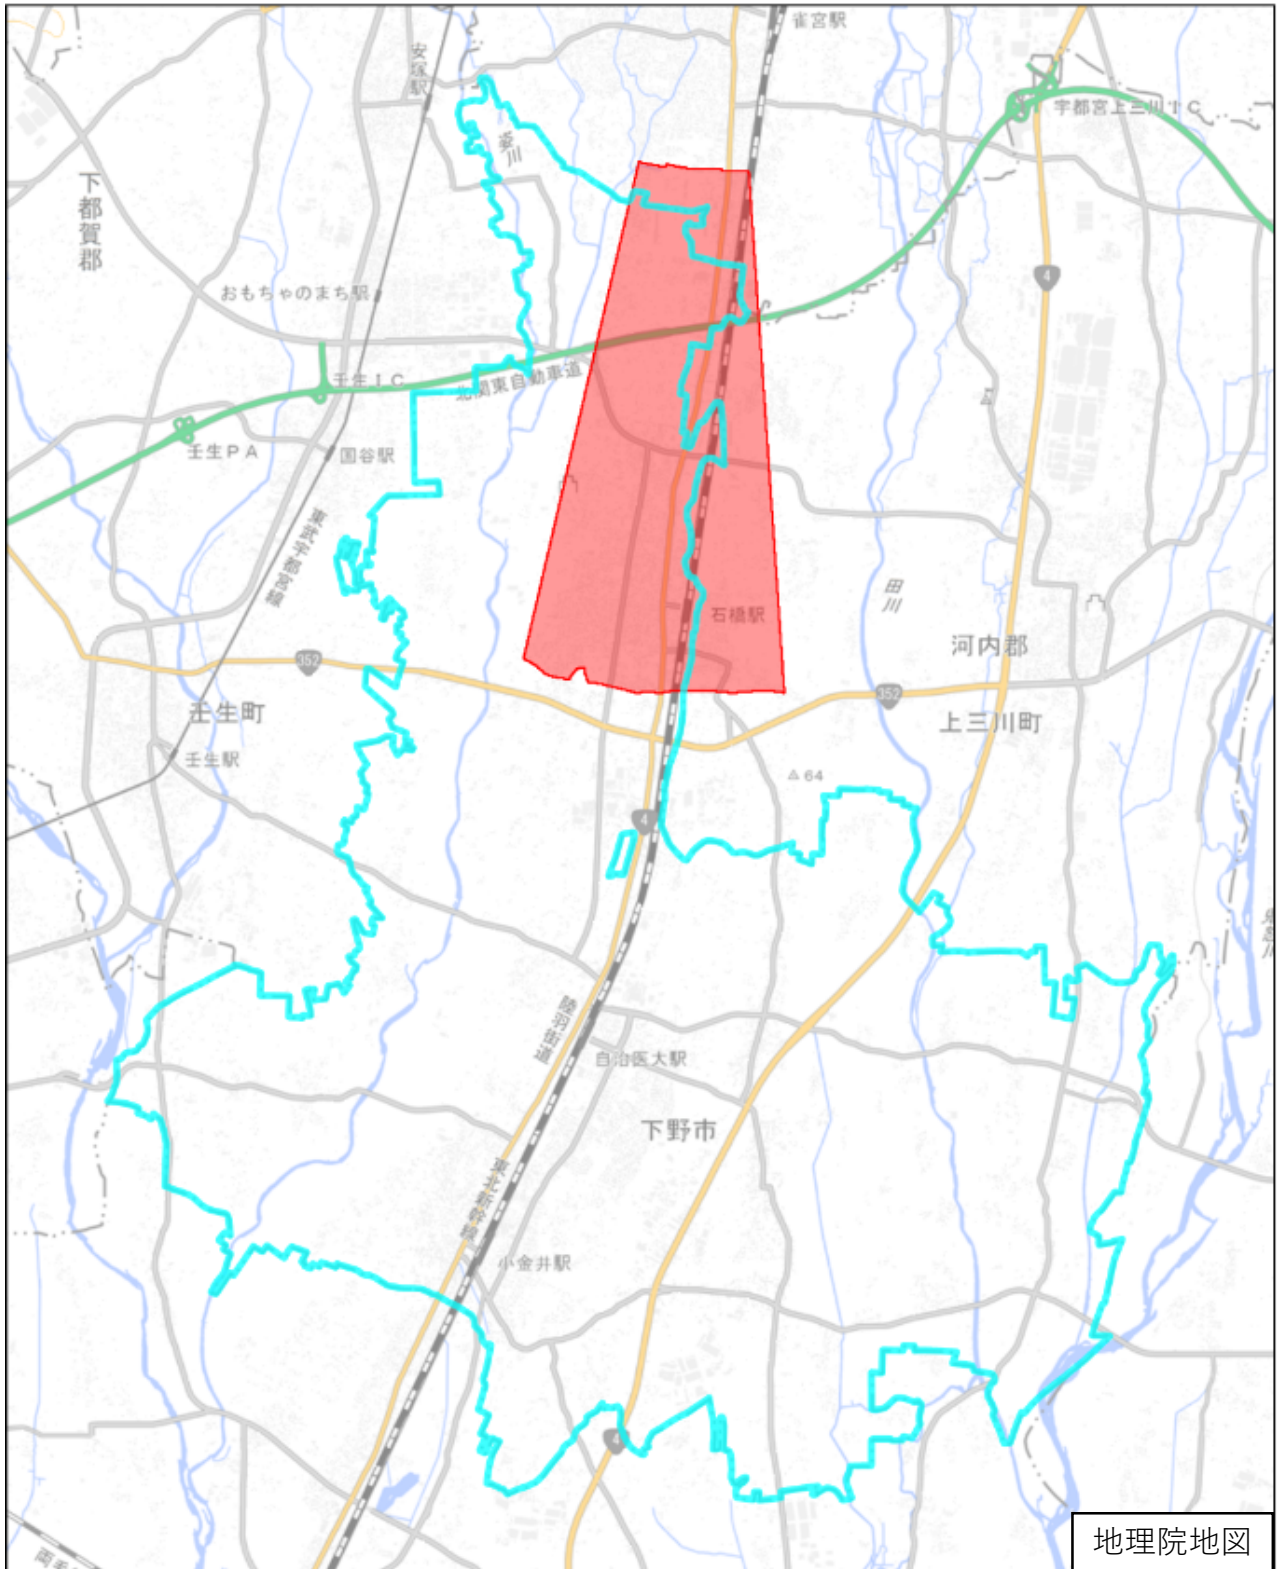 雀宮駅
安塚駅
宇都宮上三川IC
姿川
下都賀郡
4
おもちゃのまち駅
壬生IC
北関東自動車道
壬生PA
国谷駅
東武宇都宮線
田川
石橋駅
河内郡
352
352
壬生町
上三川町
壬生駅
64
4
鬼怒川
陸羽街道
自治医大駅
下野市
東北新幹線
小金井駅
4
地理院地図